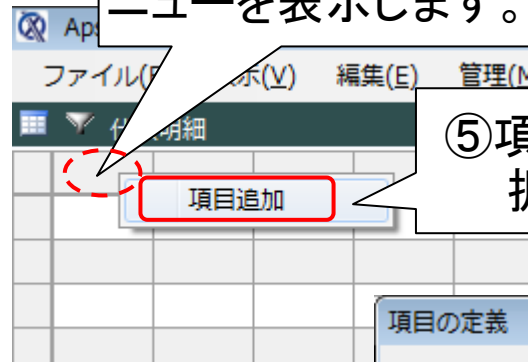 ニューを表示します。
Aps
ファイル(F 表示(V) 編集(E) 管理(M
明細
⑤項
項目追加
項目の定義